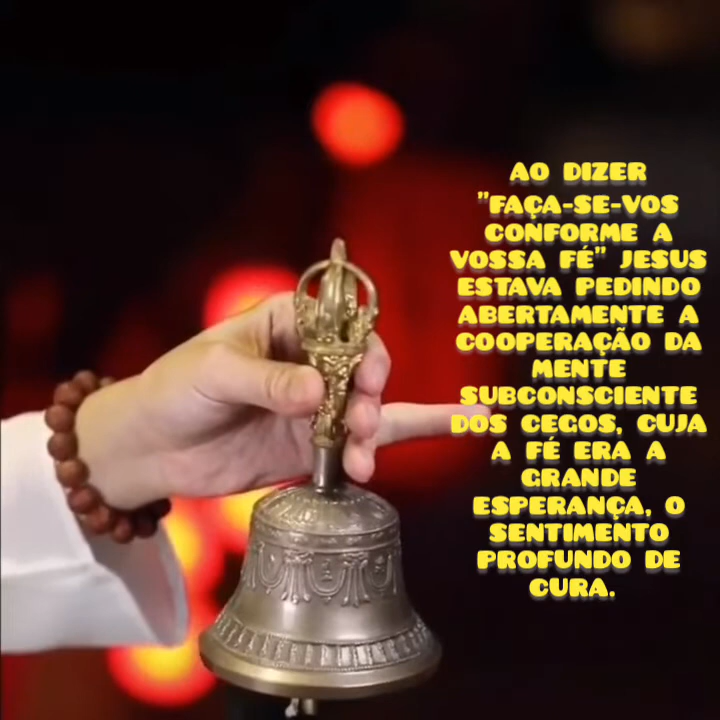 AO DIZER
"FAÇA-SE-VOS
CONFORME A
VOSSA FÉ" JESUS
ESTAVA PEDINDO
ABERTAMENTE A
COOPERAÇÃO DA
MENTE
SUBCONSCIENTE
DOS CEGOS, CUJA
A FÉ ERA A
GRANDE
ESPERANÇA, O
SENTIMENTO
PROFUNDO DE
CURA.